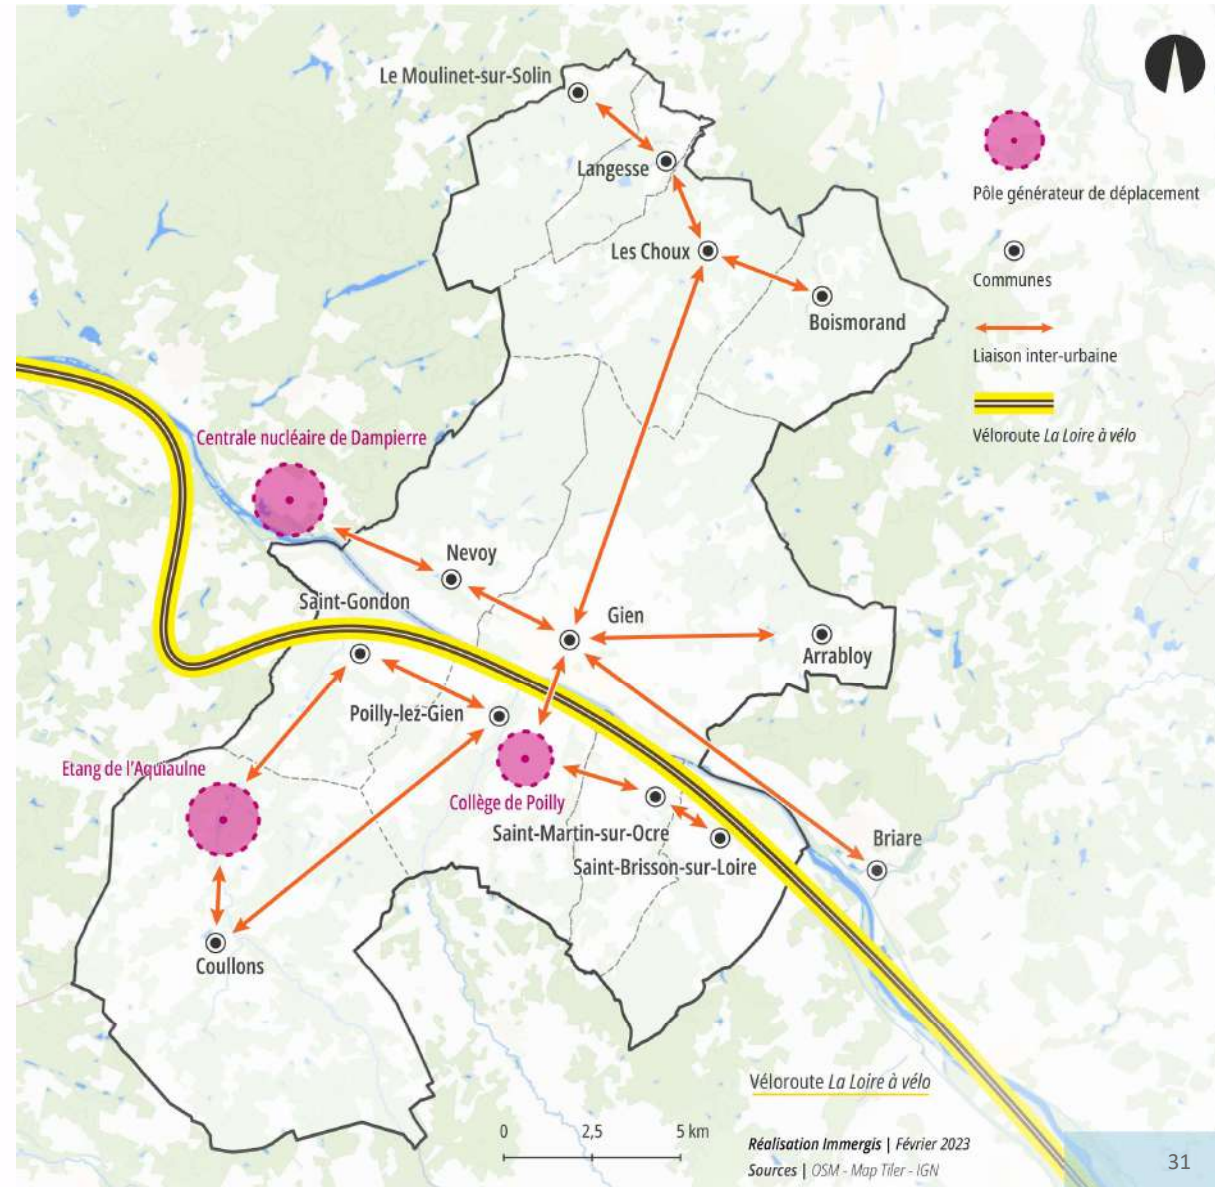 Le Moulinet-sur-Solin
Langesse
Pôle générateur de déplacement
Les Choux
Communes
Boismorand
Liaison inter-urbaine
Centrale nucléaire de Dampierre
Véloroute La Loire à vélo
Nevoy
Saint-Gondon
Gien
Arrabloy
Poilly-lez-Gien
Etang de l'Aquiaulne
Collège de Poilly
Saint-Martin-sur-Ocre
Briare
Saint-Brisson-sur-Loire
Coullons
Véloroute La Loire à vélo
0 2,5 5 km
Réalisation Immergis | Février 2023
Sources | OSM - Map Tiler - IGN
31